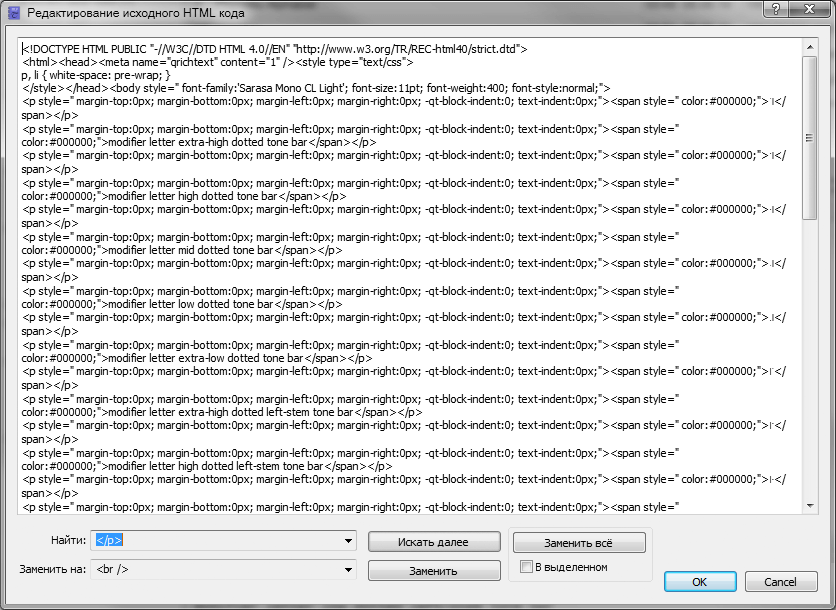 Редактирование исходного HTML кода
<!DOCTYPE HTML PUBLIC "-//W3C//DTD HTML 4.0//EN" "http://www.w3.org/TR/REC-html40/strict.dtd">
<html><head><meta name="qrichtext" content="1" /><style type="text/css">
p, li { white-space: pre-wrap; }
</style></head><body style=" font-family:'Sarasa Mono CL Light'; font-size:11pt; font-weight:400; font-style:normal;">
<p style=" margin-top:0px; margin-bottom:0px; margin-left:0px; margin-right:0px; -qt-block-indent:0; text-indent:0px;"><span style=" color:#000000;">꜈</
span></p>
<p style=" margin-top:0px; margin-bottom:0px; margin-left:0px; margin-right:0px; -qt-block-indent:0; text-indent:0px;"><span style="
color:#000000;">modifier letter extra-high dotted tone bar</span></p>
<p style=" margin-top:0px; margin-bottom:0px; margin-left:0px; margin-right:0px; -qt-block-indent:0; text-indent:0px;"><span style=" color:#000000;">꜉</
span></p>
<p style=" margin-top:0px; margin-bottom:0px; margin-left:0px; margin-right:0px; -qt-block-indent:0; text-indent:0px;"><span style="
color:#000000;">modifier letter high dotted tone bar</span></p>
<p style=" margin-top:0px; margin-bottom:0px; margin-left:0px; margin-right:0px; -qt-block-indent:0; text-indent:0px;"><span style=" color:#000000;">꜊</
span></p>
<p style=" margin-top:0px; margin-bottom:0px; margin-left:0px; margin-right:0px; -qt-block-indent:0; text-indent:0px;"><span style="
color:#000000;">modifier letter mid dotted tone bar</span></p>
<p style=" margin-top:0px; margin-bottom:0px; margin-left:0px; margin-right:0px; -qt-block-indent:0; text-indent:0px;"><span style=" color:#000000;">꜋</
span></p>
<p style=" margin-top:0px; margin-bottom:0px; margin-left:0px; margin-right:0px; -qt-block-indent:0; text-indent:0px;"><span style="
color:#000000;">modifier letter low dotted tone bar</span></p>
<p style=" margin-top:0px; margin-bottom:0px; margin-left:0px; margin-right:0px; -qt-block-indent:0; text-indent:0px;"><span style=" color:#000000;">꜌</
span></p>
<p style=" margin-top:0px; margin-bottom:0px; margin-left:0px; margin-right:0px; -qt-block-indent:0; text-indent:0px;"><span style="
color:#000000;">modifier letter extra-low dotted tone bar</span></p>
<p style=" margin-top:0px; margin-bottom:0px; margin-left:0px; margin-right:0px; -qt-block-indent:0; text-indent:0px;"><span style=" color:#000000;">꜍</
span></p>
<p style=" margin-top:0px; margin-bottom:0px; margin-left:0px; margin-right:0px; -qt-block-indent:0; text-indent:0px;"><span style="
color:#000000;">modifier letter extra-high dotted left-stem tone bar</span></p>
<p style=" margin-top:0px; margin-bottom:0px; margin-left:0px; margin-right:0px; -qt-block-indent:0; text-indent:0px;"><span style=" color:#000000;">꜎</
span></p>
<p style=" margin-top:0px; margin-bottom:0px; margin-left:0px; margin-right:0px; -qt-block-indent:0; text-indent:0px;"><span style="
color:#000000;">modifier letter high dotted left-stem tone bar</span></p>
<p style=" margin-top:0px; margin-bottom:0px; margin-left:0px; margin-right:0px; -qt-block-indent:0; text-indent:0px;"><span style=" color:#000000;">꜏</
span></p>
<p style=" margin-top:0px; margin-bottom:0px; margin-left:0px; margin-right:0px; -qt-block-indent:0; text-indent:0px;"><span style="
Найти: </p> Искать далее Заменить всё
Заменить на: <br /> Заменить В выделенном
OK Cancel